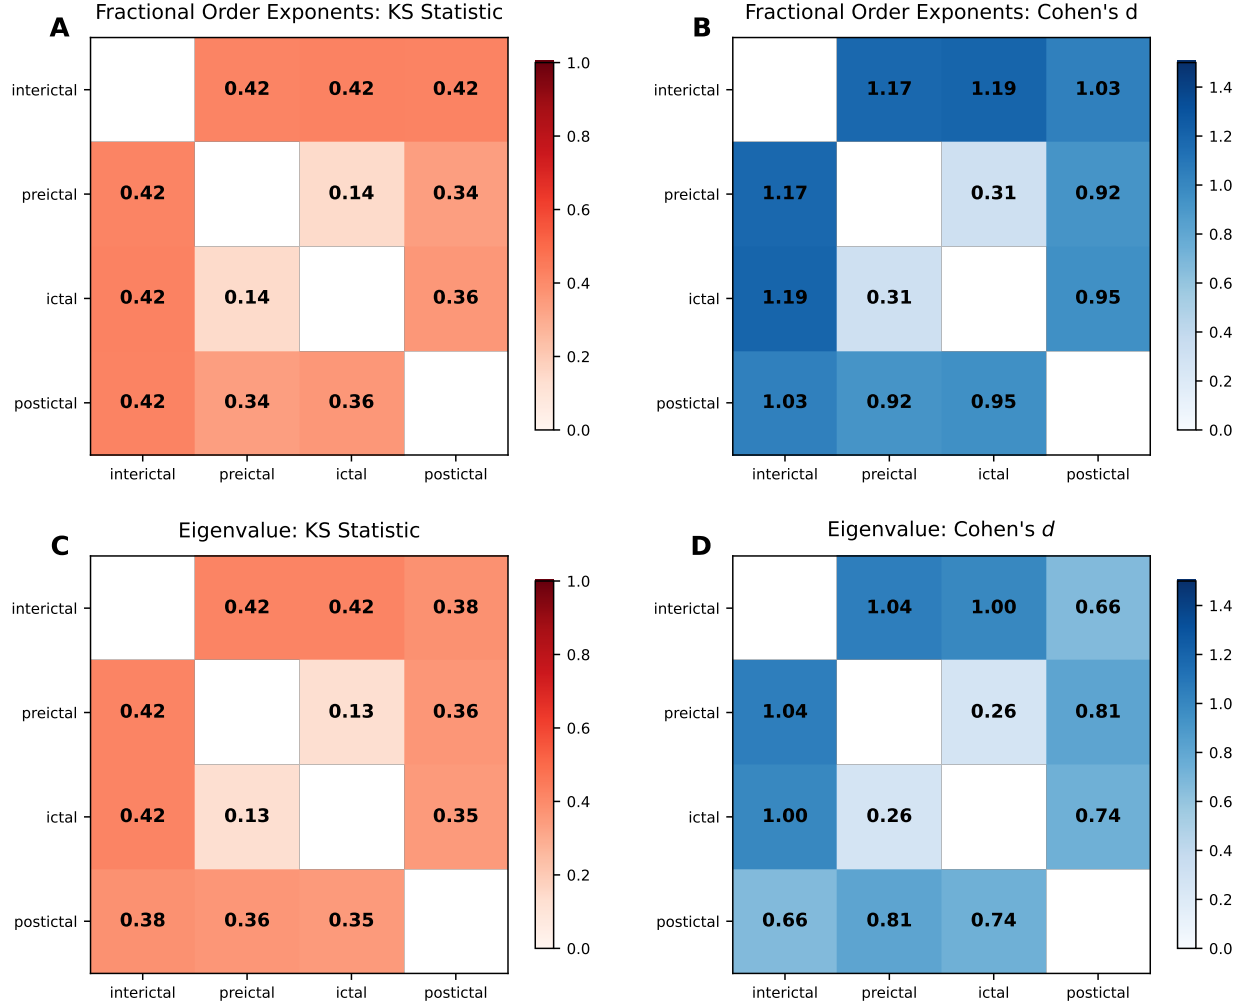 A
Fractional Order Exponents: KS Statistic
interictal 0.42 0.42 0.42
preictal 0.42 0.14 0.34
ictal 0.42 0.14 0.36
postictal 0.42 0.34 0.36
interictal preictal ictal postictal
1.0
0.8
0.6
0.4
0.2
0.0
B
Fractional Order Exponents: Cohen's d
interictal 1.17 1.19 1.03
preictal 1.17 0.31 0.92
ictal 1.19 0.31 0.95
postictal 1.03 0.92 0.95
interictal preictal ictal postictal
1.4
1.2
1.0
0.8
0.6
0.4
0.2
0.0
C
Eigenvalue: KS Statistic
interictal 0.42 0.42 0.38
preictal 0.42 0.13 0.36
ictal 0.42 0.13 0.35
postictal 0.38 0.36 0.35
interictal preictal ictal postictal
1.0
0.8
0.6
0.4
0.2
0.0
D
Eigenvalue: Cohen's d
interictal 1.04 1.00 0.66
preictal 1.04 0.26 0.81
ictal 1.00 0.26 0.74
postictal 0.66 0.81 0.74
interictal preictal ictal postictal
1.4
1.2
1.0
0.8
0.6
0.4
0.2
0.0